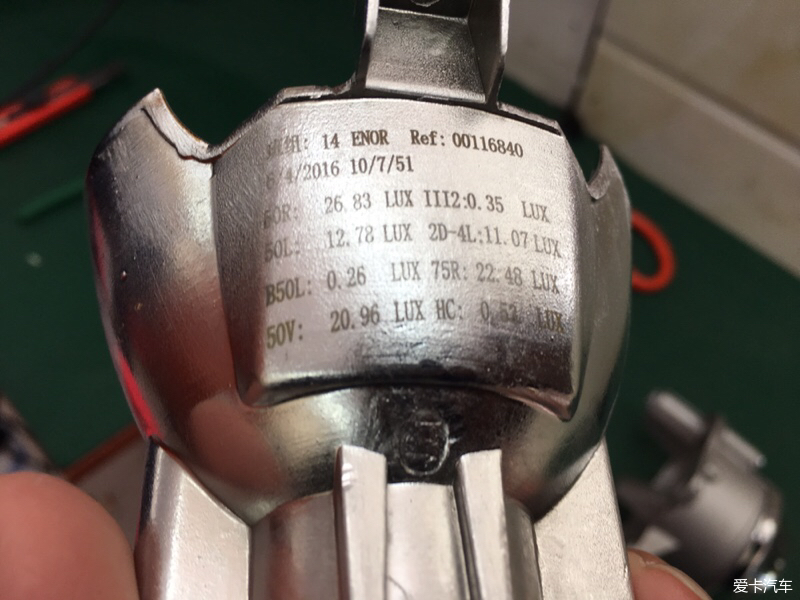 14 ENOR Ref: 00116840
/4/2016 10/7/51
50R: 26.83 LUX III2:0.35 LUX
50L: 12.78 LUX 2D-4L:11.07 LUX
B50L: 0.26 LUX 75R: 22.48 LUX
50V: 20.96 LUX HC: LUX
爱卡汽车